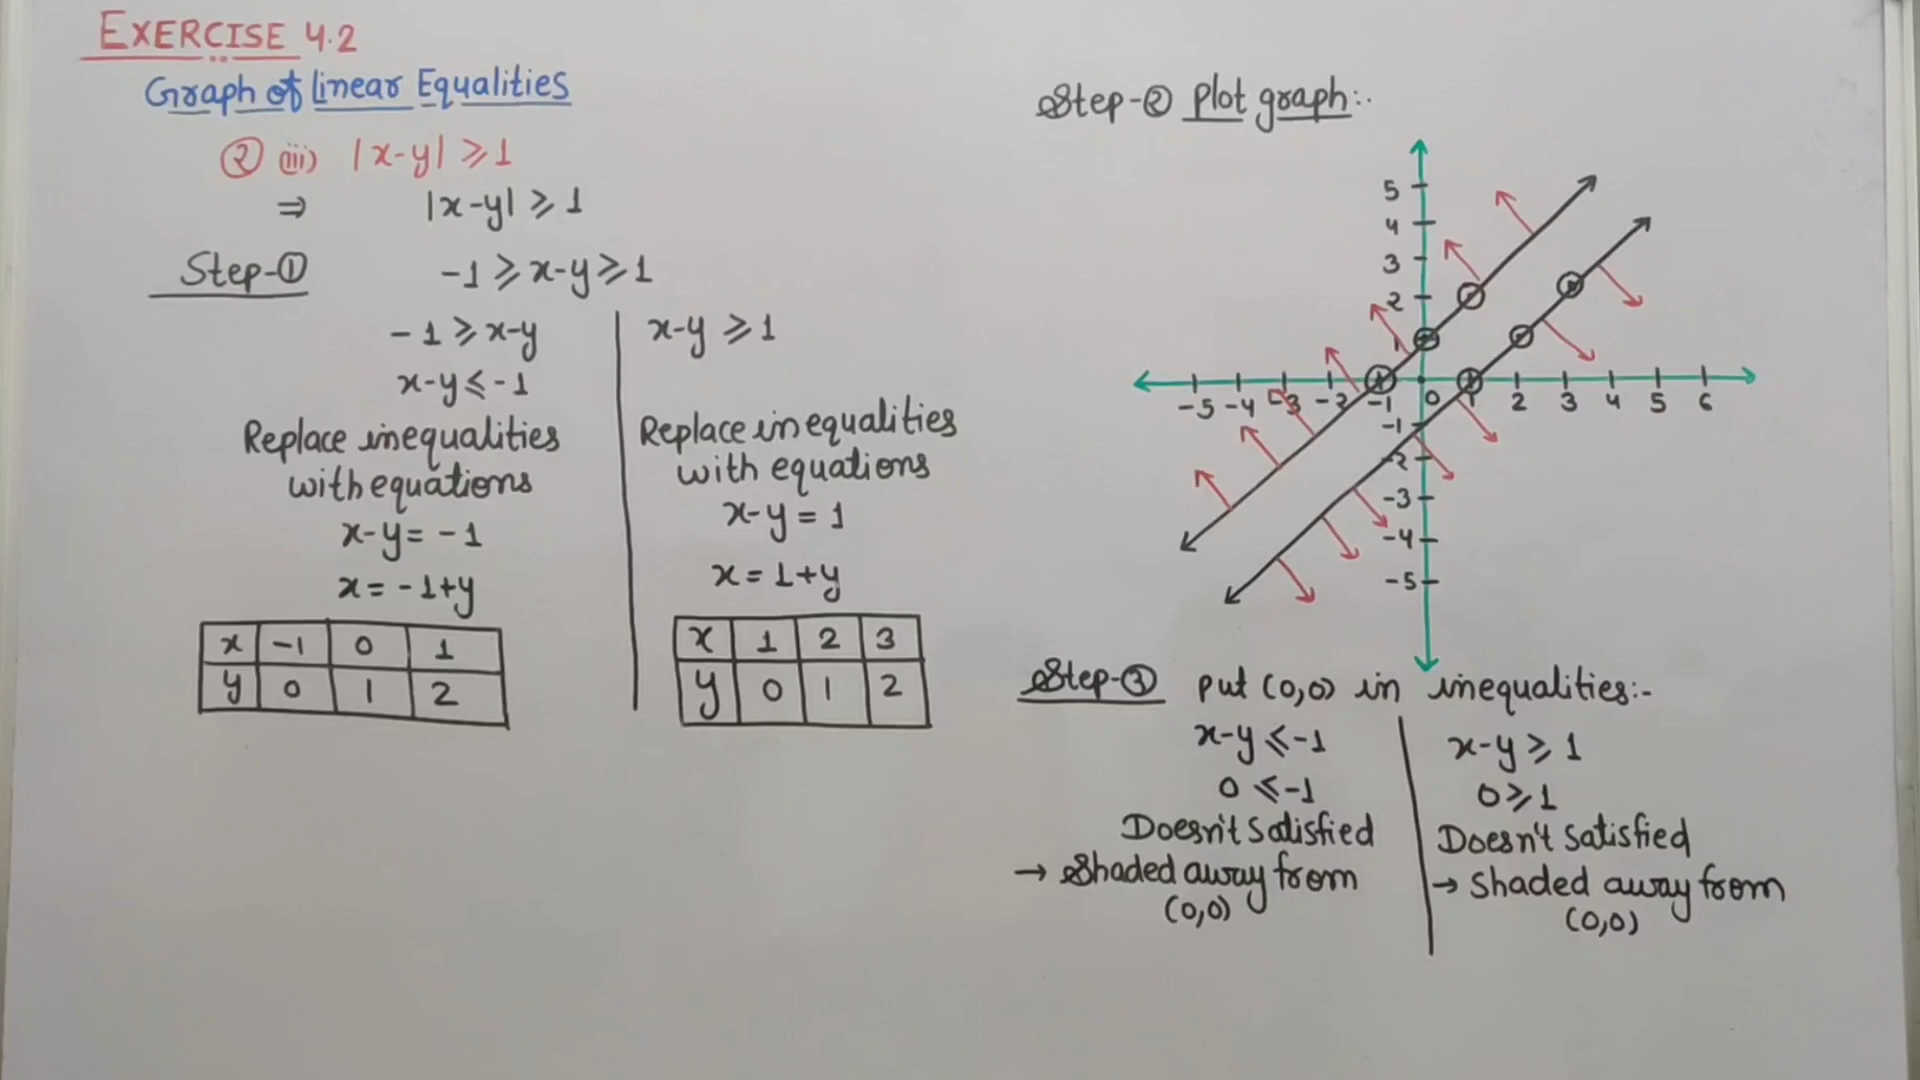 EXERCISE 4.2
Graph of linear Equalities
② (iii) |x-y| ⩾ 1
⇒ |x-y| ⩾ 1
Step-①
-1 ⩾ x-y ⩾ 1
-1 ⩾ x-y
x-y ⩽ -1
Replace inequalities
with equations
x-y = -1
x = -1+y
x -1 0 1
y 0 1 2
x-y ⩾ 1
Replace inequalities
with equations
x-y = 1
x = 1+y
x 1 2 3
y 0 1 2
Step-② Plot graph:.
5
4
3
2
1
-5 -4 -3 -2 -1 0 1 2 3 4 5 6
-1
-2
-3
-4
-5
Step-③ put (0,0) in inequalities:-
x-y ⩽ -1
0 ⩽ -1
Doesn't Satisfied
→ Shaded away from
(0,0)
x-y ⩾ 1
0 ⩾ 1
Doesn't Satisfied
→ Shaded away from
(0,0)